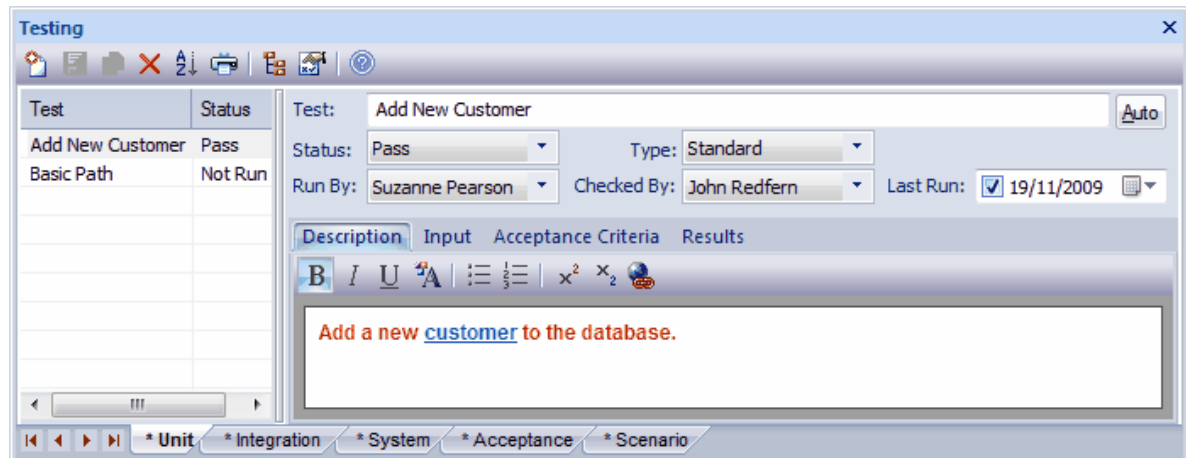 Testing
Test Status
Add New Customer Pass
Basic Path Not Run
Test: Add New Customer Auto
Status: Pass Type: Standard
Run By: Suzanne Pearson Checked By: John Redfern Last Run: 19/11/2009
Description Input Acceptance Criteria Results
B I U A x² x₂
Add a new customer to the database.
* Unit * Integration * System * Acceptance * Scenario